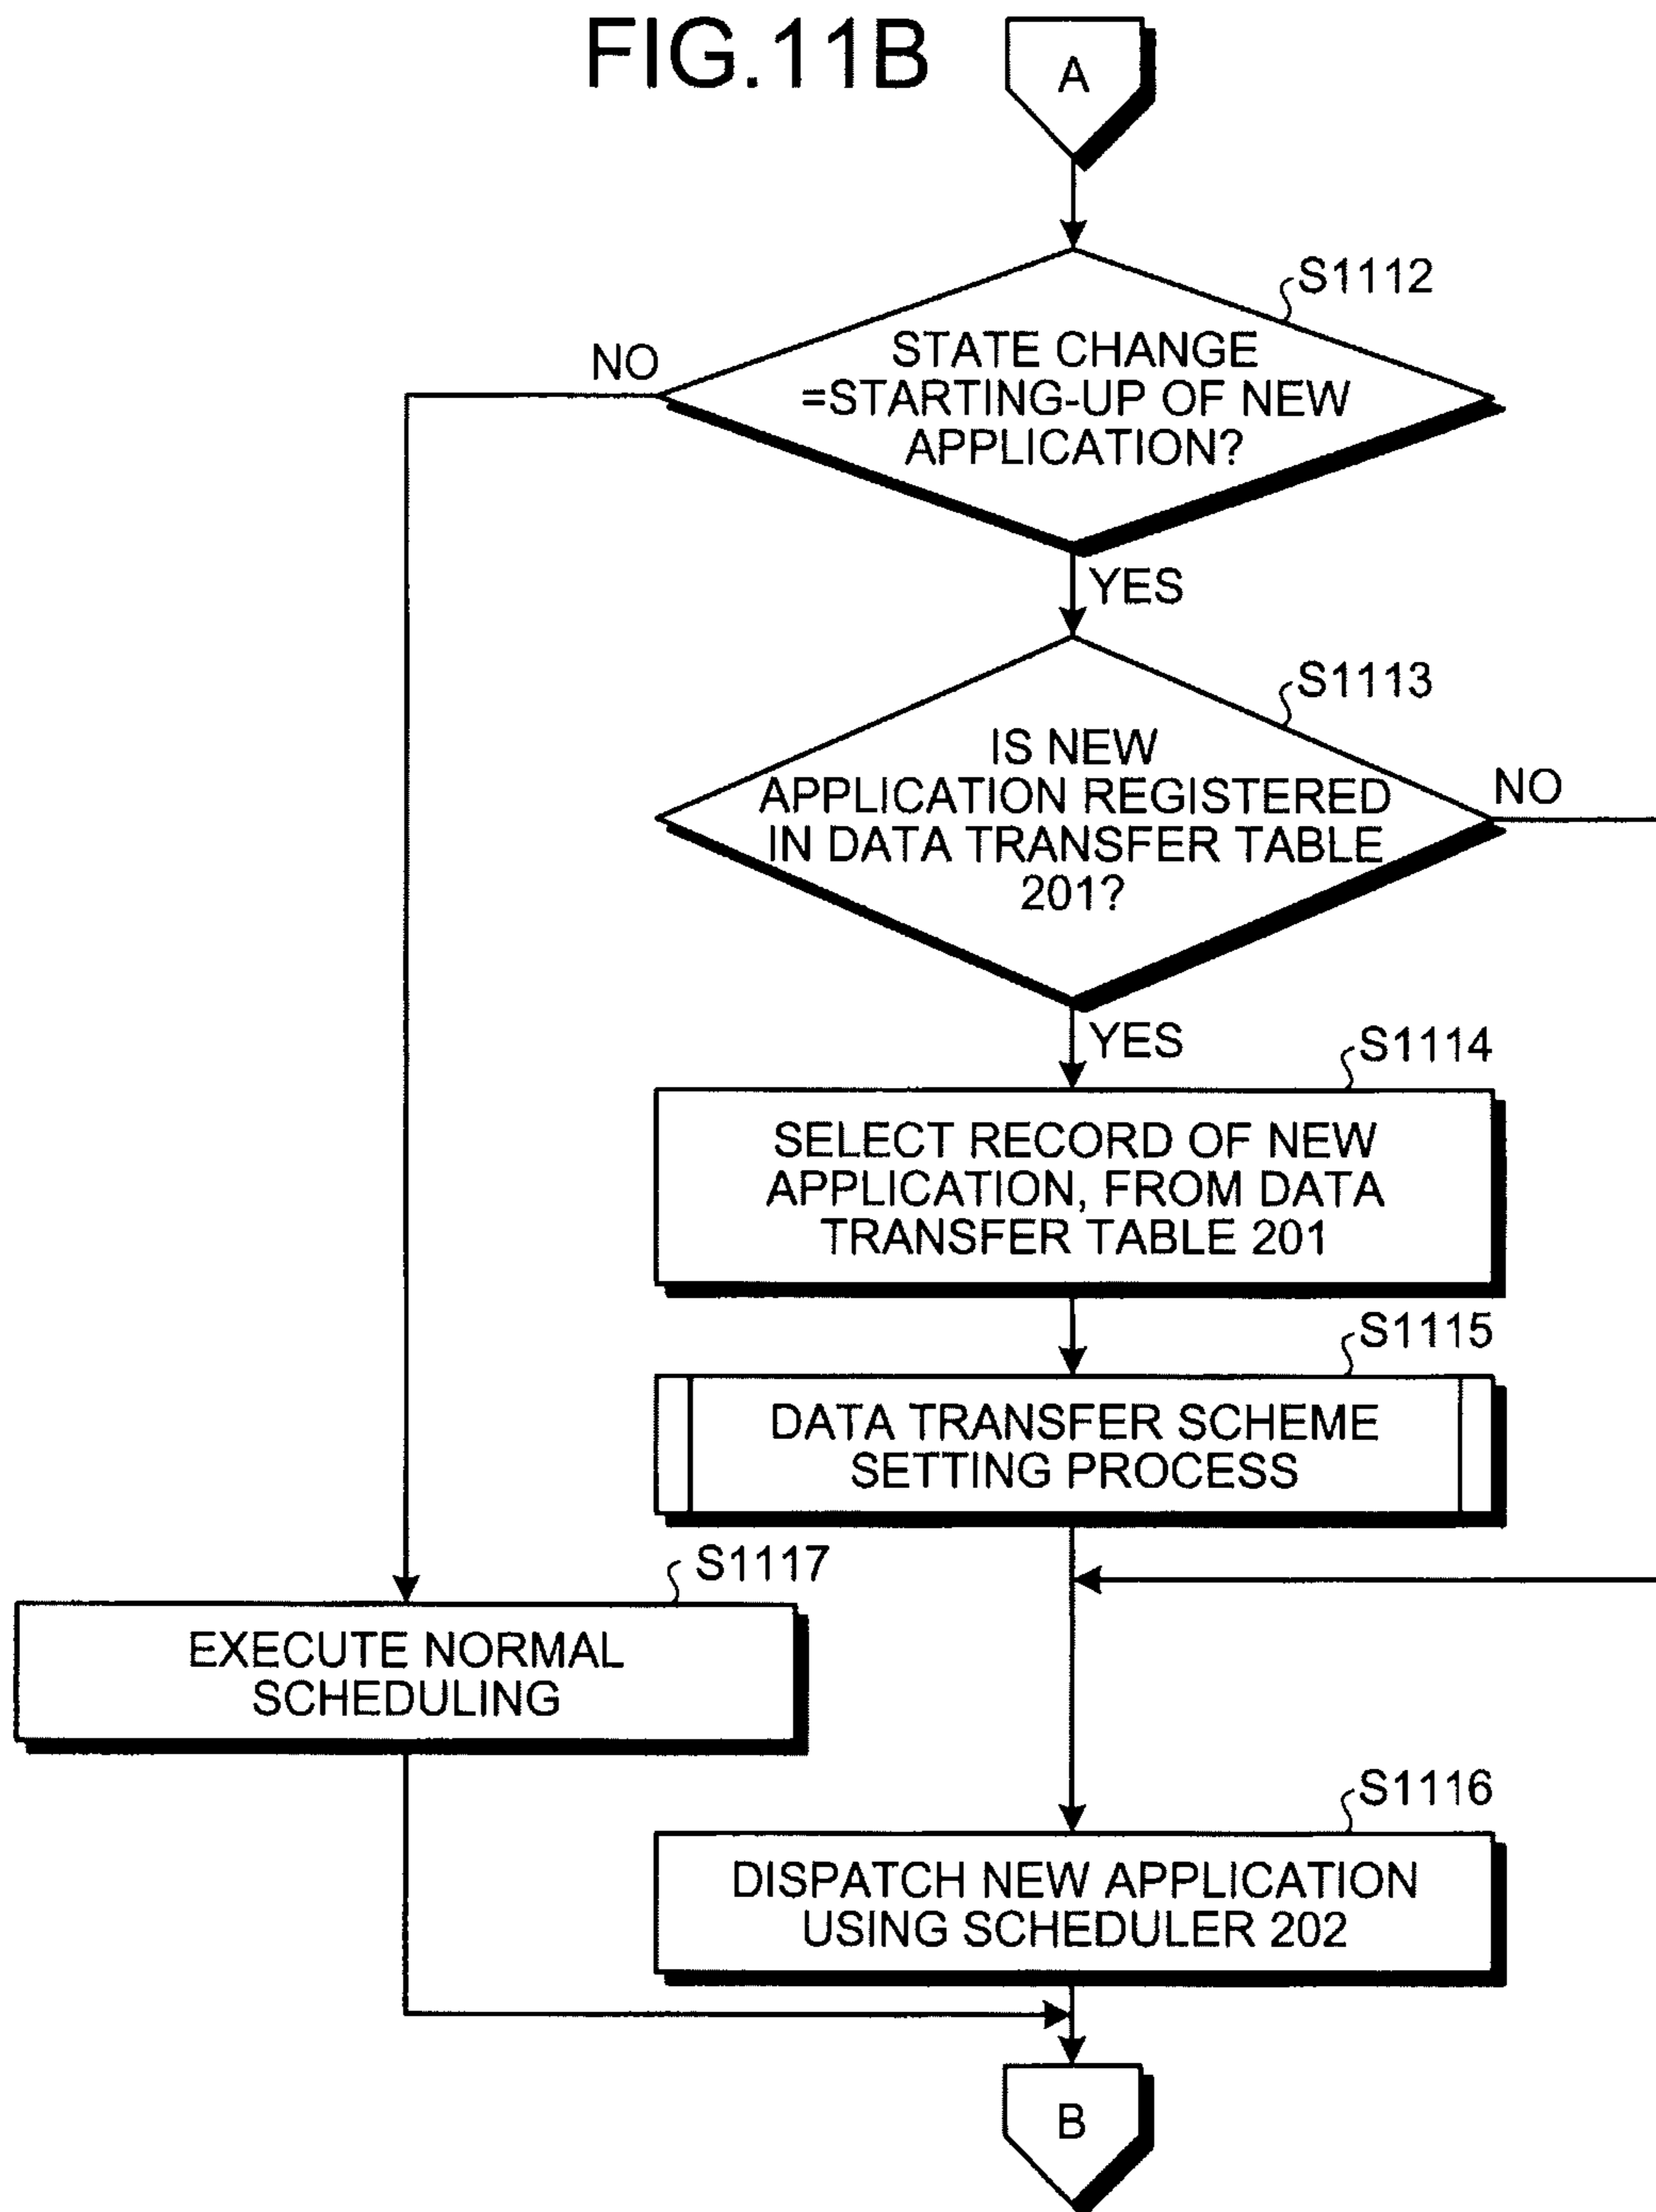 FIG.11B
A
S1112
STATE CHANGE
=STARTING-UP OF NEW
APPLICATION?
NO
YES
S1113
IS NEW
APPLICATION REGISTERED
IN DATA TRANSFER TABLE
201?
NO
YES
S1114
SELECT RECORD OF NEW
APPLICATION, FROM DATA
TRANSFER TABLE 201
S1115
DATA TRANSFER SCHEME
SETTING PROCESS
S1117
EXECUTE NORMAL
SCHEDULING
S1116
DISPATCH NEW APPLICATION
USING SCHEDULER 202
B